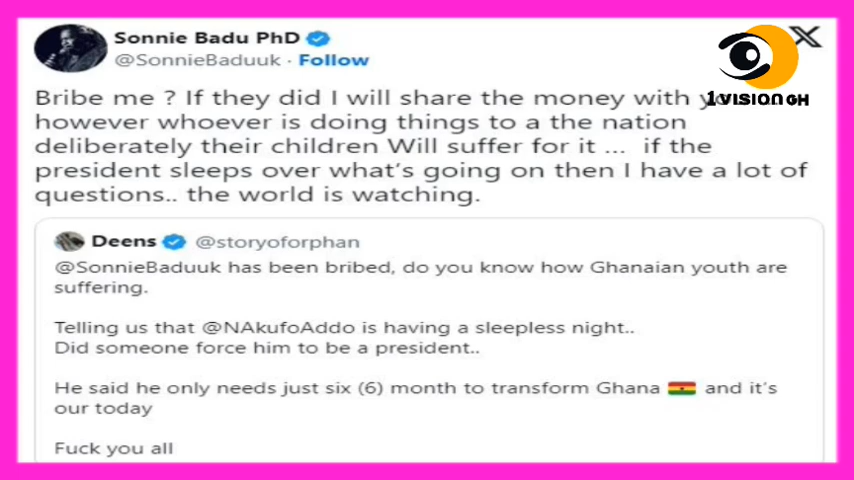 Sonnie Badu PhD
@SonnieBaduuk · Follow
1VISION GH
Bribe me ? If they did I will share the money with
however whoever is doing things to a the nation
deliberately their children Will suffer for it ... if the
president sleeps over what's going on then I have a lot of
questions.. the world is watching.
Deens @storyoforphan
@SonnieBaduuk has been bribed, do you know how Ghanaian youth are
suffering.
Telling us that @NAkufoAddo is having a sleepless night..
Did someone force him to be a president..
He said he only needs just six (6) month to transform Ghana 🇬🇭 and it's
our today
Fuck you all